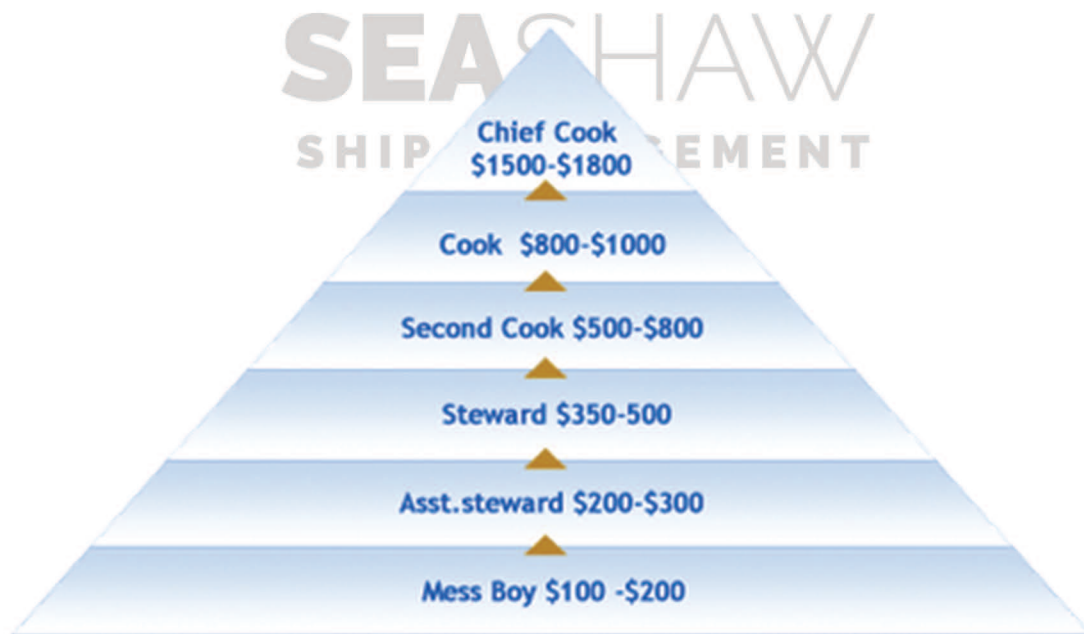 SEASHAW
Chief Cook
SHIP GEMENT
$1500-$1800
Cook $800-$1000
Second Cook $500-$800
Steward $350-500
Asst.steward $200-$300
Mess Boy $100 -$200